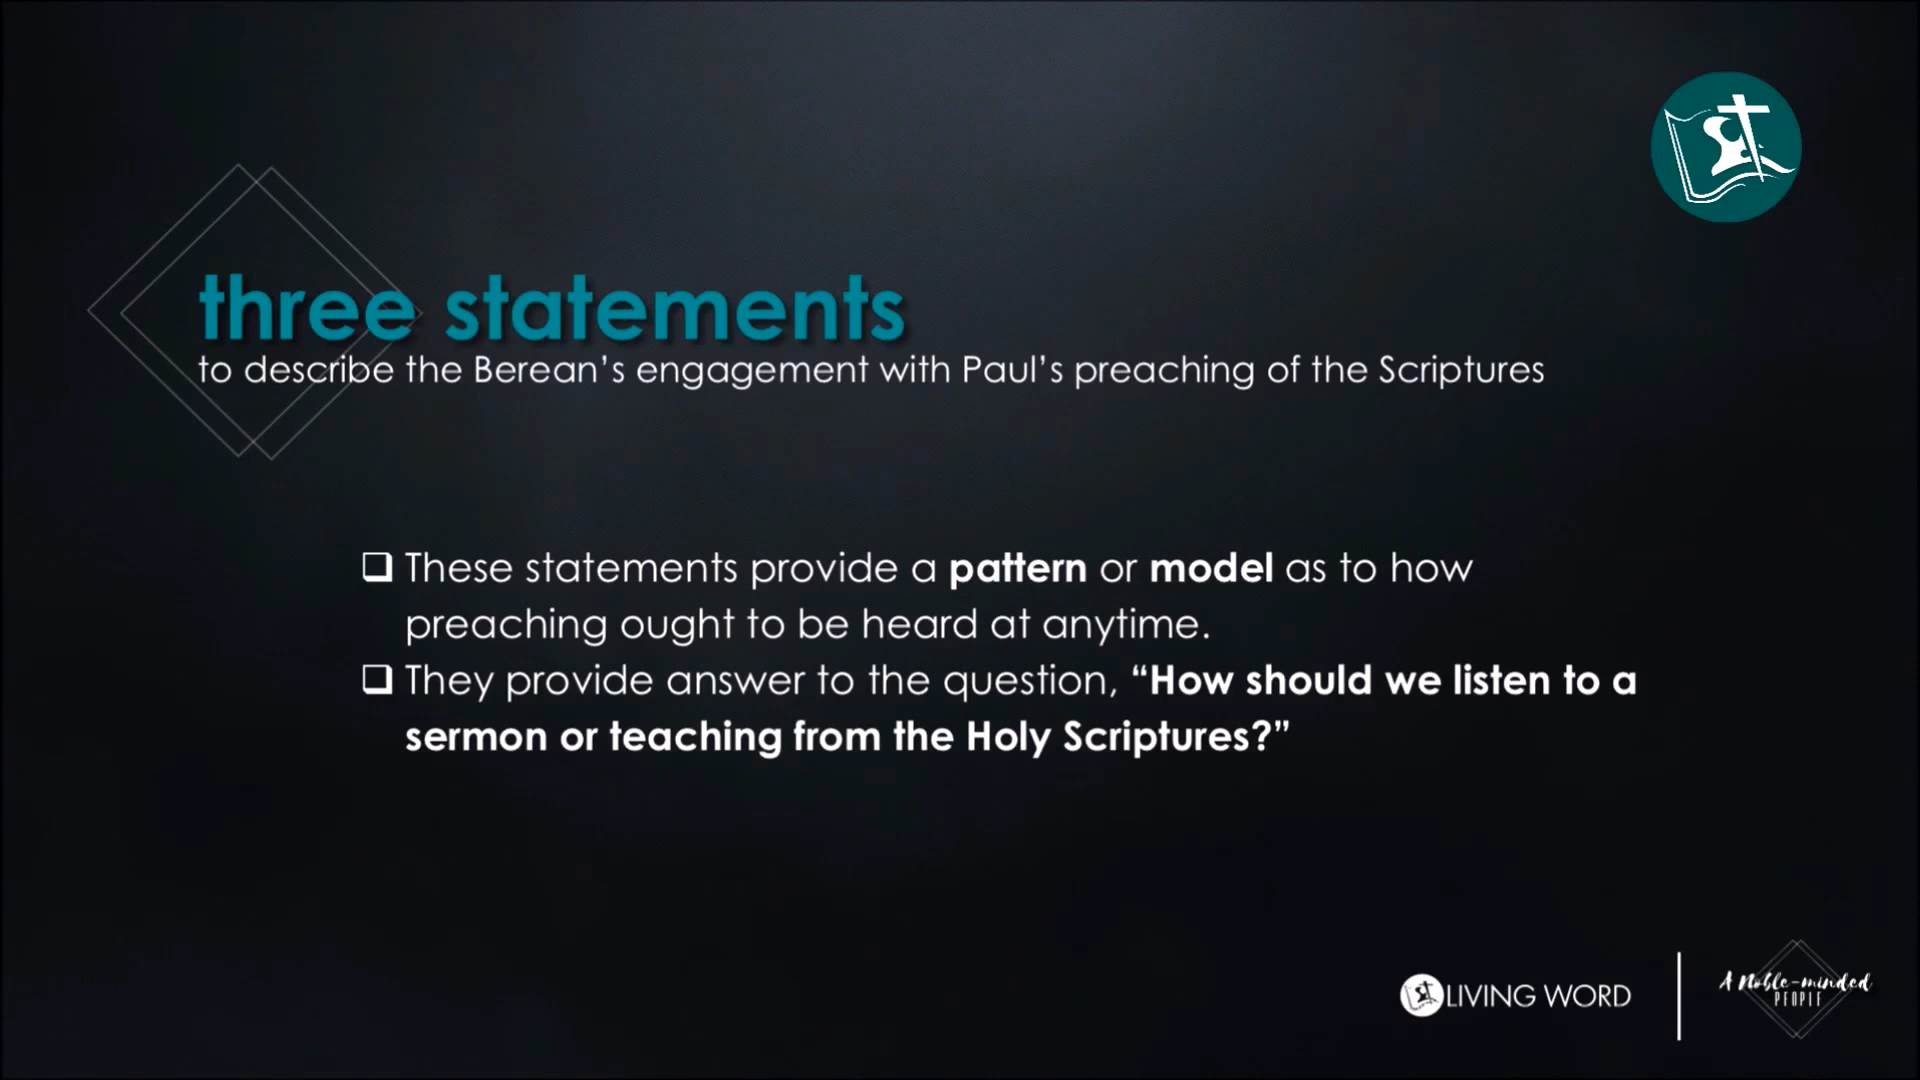 three statements
to describe the Berean’s engagement with Paul’s preaching of the Scriptures
These statements provide a pattern or model as to how
preaching ought to be heard at anytime.
They provide answer to the question, “How should we listen to a
sermon or teaching from the Holy Scriptures?”
LIVING WORD
A Noble-minded
PEOPLE